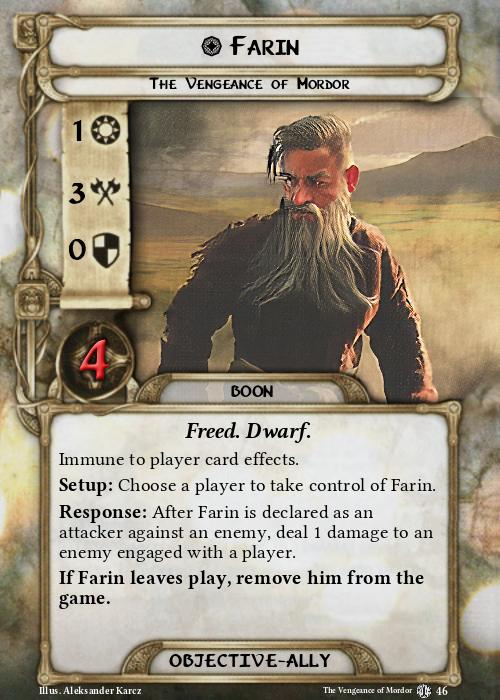 Farin
The Vengeance of Mordor
1
3
0
4
BOON
Freed. Dwarf.
Immune to player card effects.
Setup: Choose a player to take control of Farin.
Response: After Farin is declared as an
attacker against an enemy, deal 1 damage to an
enemy engaged with a player.
If Farin leaves play, remove him from the
game.
OBJECTIVE-ALLY
Illus. Aleksander Karcz
The Vengeance of Mordor 46